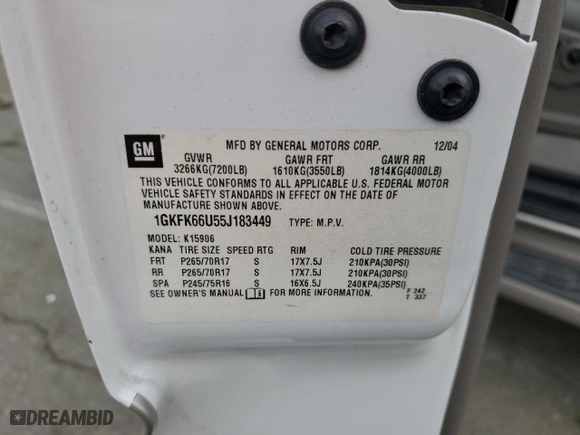 GM
MFD BY GENERAL MOTORS CORP. 12/04
GVWR GAWR FRT GAWR RR
3266KG(7200LB) 1610KG(3550LB) 1814KG(4000LB)
THIS VEHICLE CONFORMS TO ALL APPLICABLE U.S. FEDERAL MOTOR
VEHICLE SAFETY STANDARDS IN EFFECT ON THE DATE OF
MANUFACTURE SHOWN ABOVE.
1GKFK66U55J183449 TYPE: M.P.V.
MODEL: K15906
KANA TIRE SIZE SPEED RTG RIM COLD TIRE PRESSURE
FRT P265/70R17 S 17X7.5J 210KPA(30PSI)
RR P265/70R17 S 17X7.5J 210KPA(30PSI)
SPA P245/75R16 S 16X6.5J 240KPA(35PSI)
SEE OWNER'S MANUAL FOR MORE INFORMATION. F 242
T 337
DREAMBID